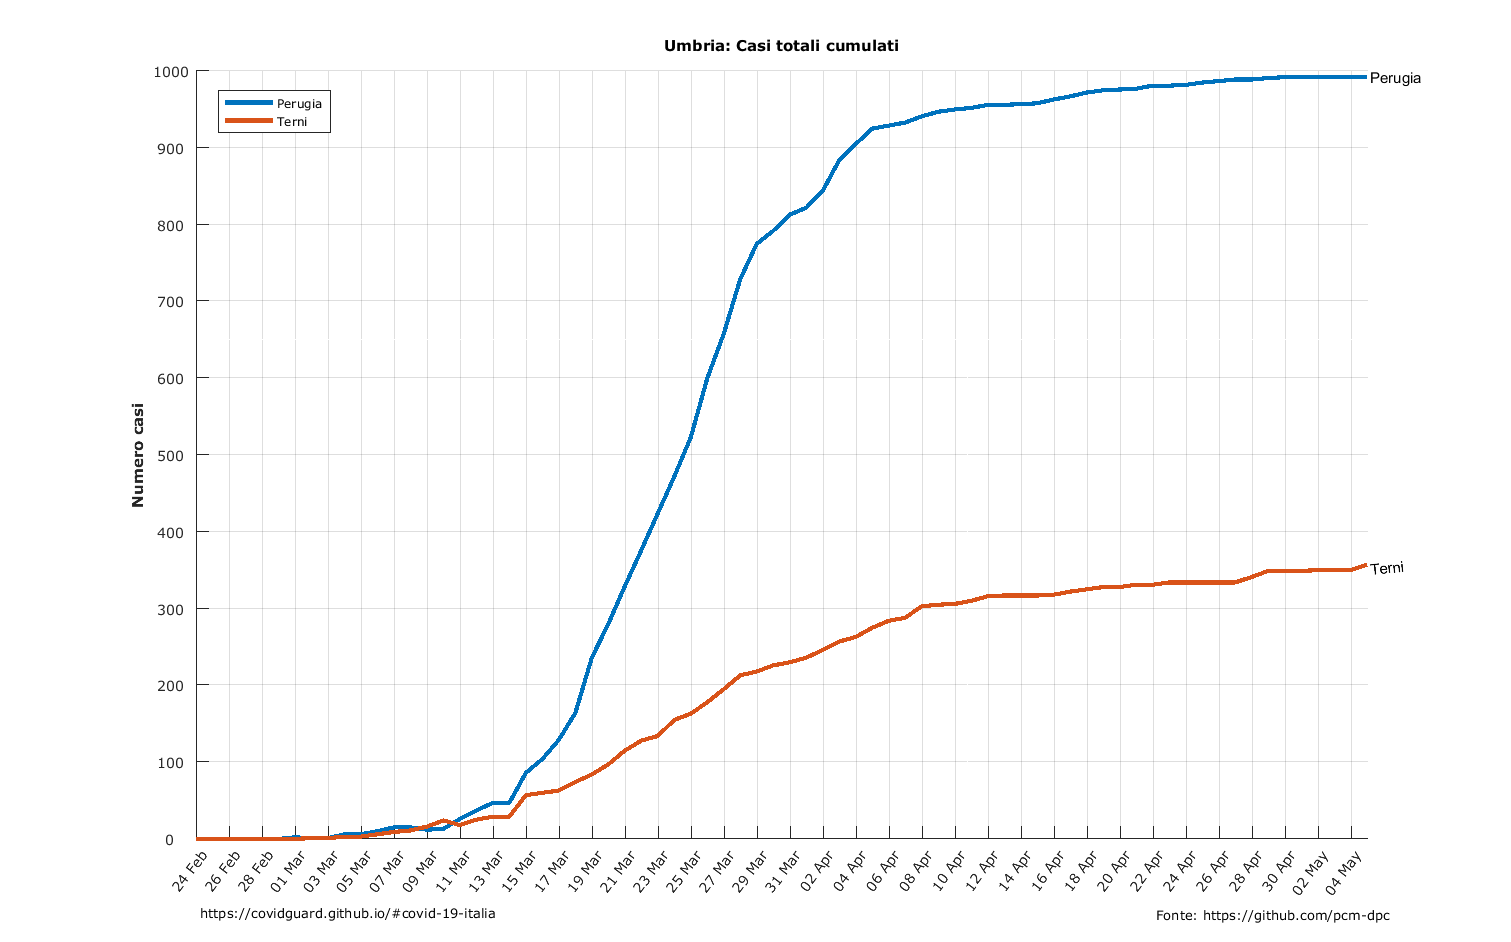 Umbria: Casi totali cumulati
Perugia
Terni
Numero casi
1000
900
800
700
600
500
400
300
200
100
0
Perugia
Terni
24 Feb
26 Feb
28 Feb
01 Mar
03 Mar
05 Mar
07 Mar
09 Mar
11 Mar
13 Mar
15 Mar
17 Mar
19 Mar
21 Mar
23 Mar
25 Mar
27 Mar
29 Mar
31 Mar
02 Apr
04 Apr
06 Apr
08 Apr
10 Apr
12 Apr
14 Apr
16 Apr
18 Apr
20 Apr
22 Apr
24 Apr
26 Apr
28 Apr
30 Apr
02 May
04 May
https://covidguard.github.io/#covid-19-italia
Fonte: https://github.com/pcm-dpc